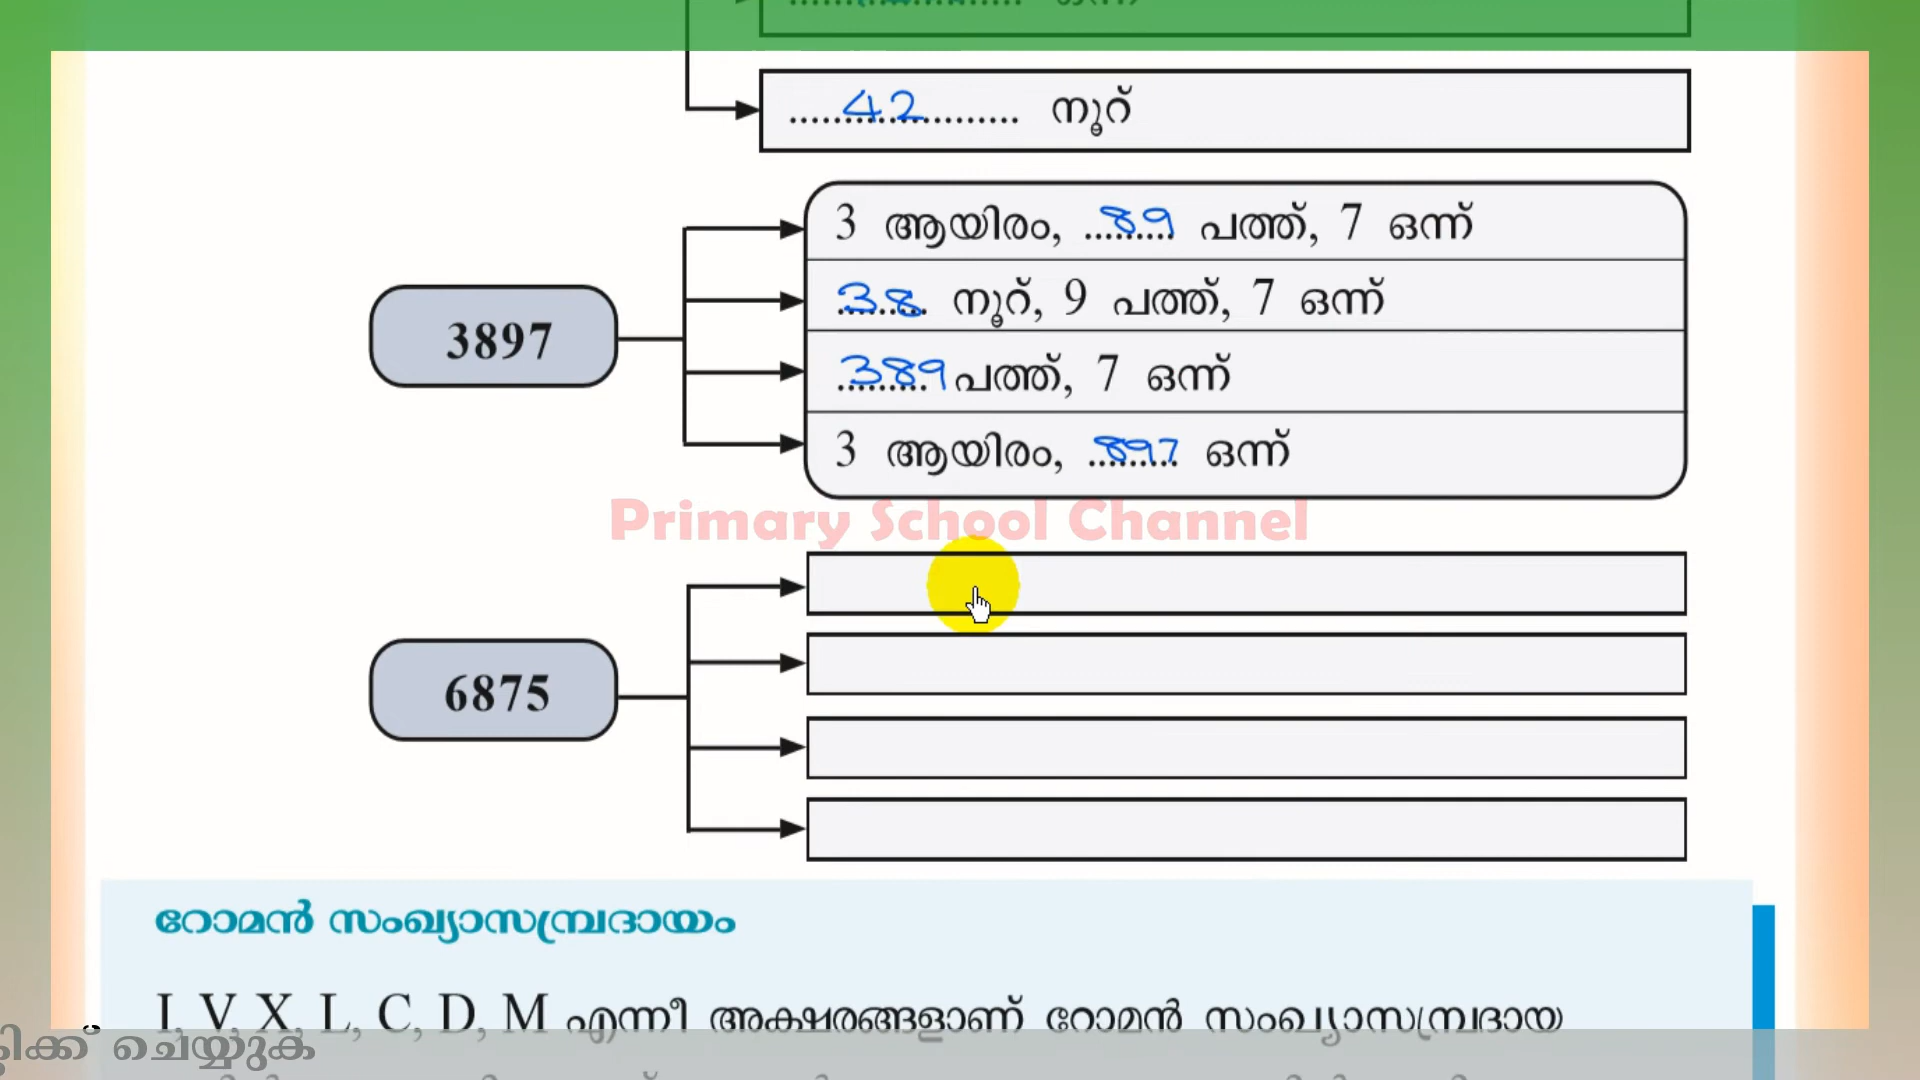 ........42............ നൂറ്
3 ആയിരം, ...89... പത്ത്, 7 ഒന്ന്
3897
...38... നൂറ്, 9 പത്ത്, 7 ഒന്ന്
...389... പത്ത്, 7 ഒന്ന്
3 ആയിരം, ...897... ഒന്ന്
Primary School Channel
6875
റോമൻ സംഖ്യാസമ്പ്രദായം
I, V, X, L, C, D, M എന്നീ അക്ഷരങ്ങളാണ് റോമൻ സംഖ്യാസമ്പ്രദായ
ചെയ്യുക